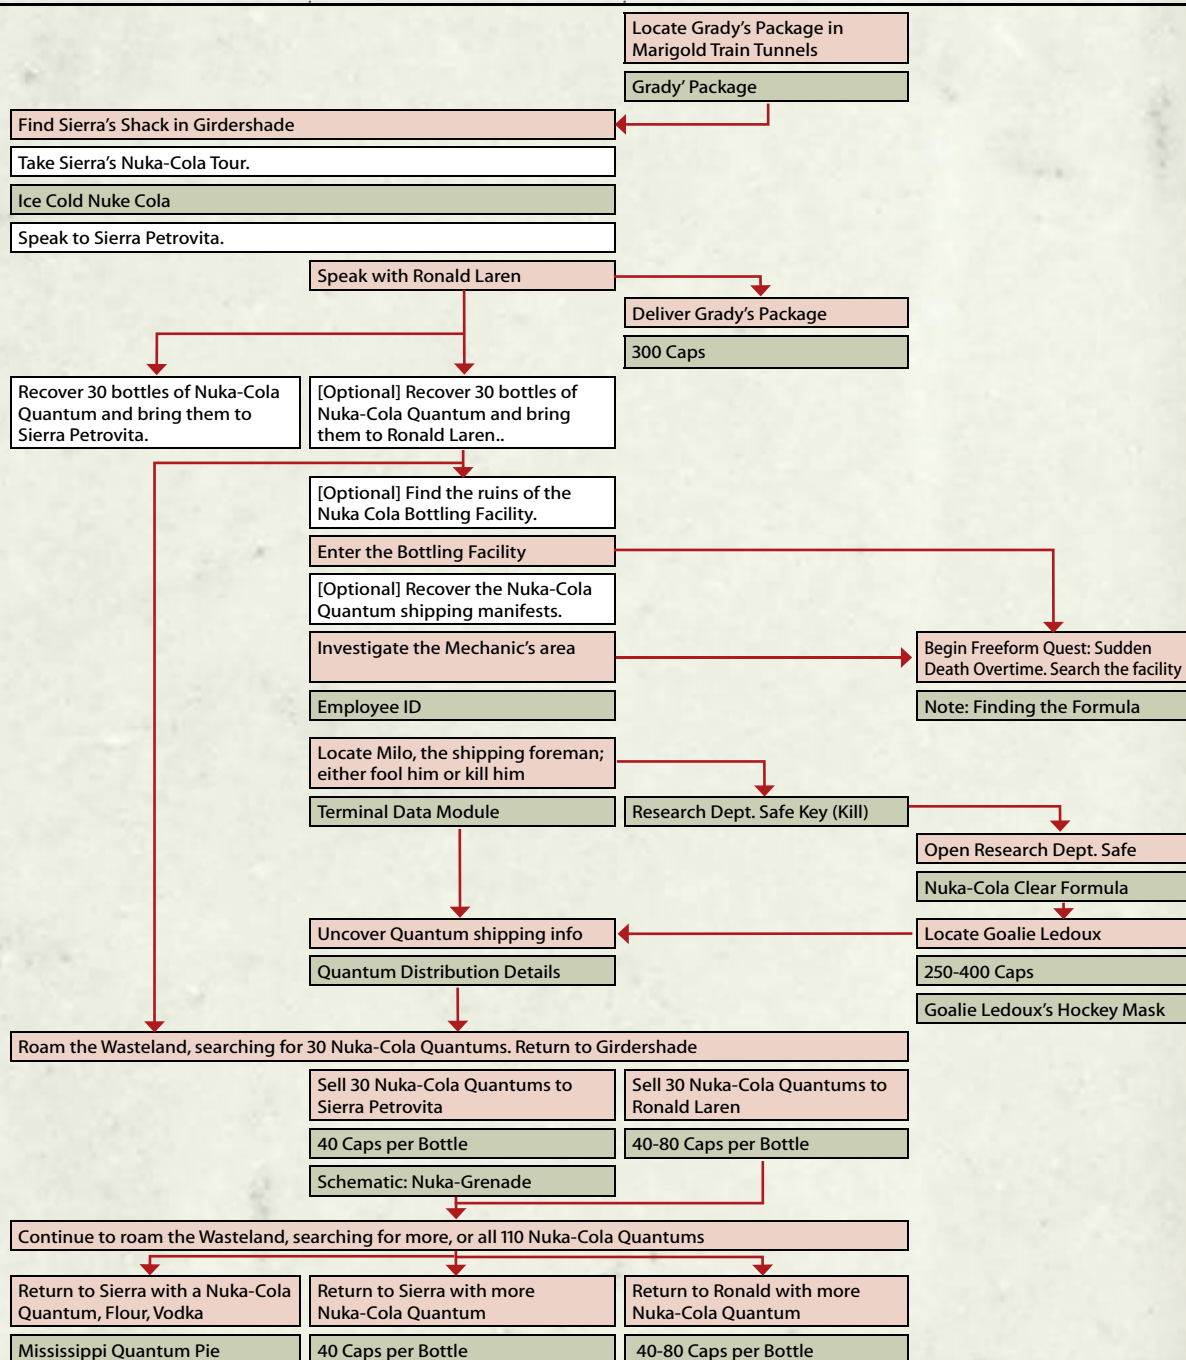 Locate Grady's Package in
Marigold Train Tunnels
Grady' Package
Find Sierra's Shack in Girdershade
Take Sierra's Nuka-Cola Tour.
Ice Cold Nuke Cola
Speak to Sierra Petrovita.
Speak with Ronald Laren
Deliver Grady's Package
300 Caps
Recover 30 bottles of Nuka-Cola
Quantum and bring them to
Sierra Petrovita.
[Optional] Recover 30 bottles of
Nuka-Cola Quantum and bring
them to Ronald Laren..
[Optional] Find the ruins of the
Nuka Cola Bottling Facility.
Enter the Bottling Facility
[Optional] Recover the Nuka-Cola
Quantum shipping manifests.
Investigate the Mechanic's area
Begin Freeform Quest: Sudden
Death Overtime. Search the facility
Employee ID
Note: Finding the Formula
Locate Milo, the shipping foreman;
either fool him or kill him
Terminal Data Module
Research Dept. Safe Key (Kill)
Open Research Dept. Safe
Nuka-Cola Clear Formula
Uncover Quantum shipping info
Locate Goalie Ledoux
Quantum Distribution Details
250-400 Caps
Goalie Ledoux's Hockey Mask
Roam the Wasteland, searching for 30 Nuka-Cola Quantums. Return to Girdershade
Sell 30 Nuka-Cola Quantums to
Sierra Petrovita
Sell 30 Nuka-Cola Quantums to
Ronald Laren
40 Caps per Bottle
40-80 Caps per Bottle
Schematic: Nuka-Grenade
Continue to roam the Wasteland, searching for more, or all 110 Nuka-Cola Quantums
Return to Sierra with a Nuka-Cola
Quantum, Flour, Vodka
Return to Sierra with more
Nuka-Cola Quantum
Return to Ronald with more
Nuka-Cola Quantum
Mississippi Quantum Pie
40 Caps per Bottle
40-80 Caps per Bottle